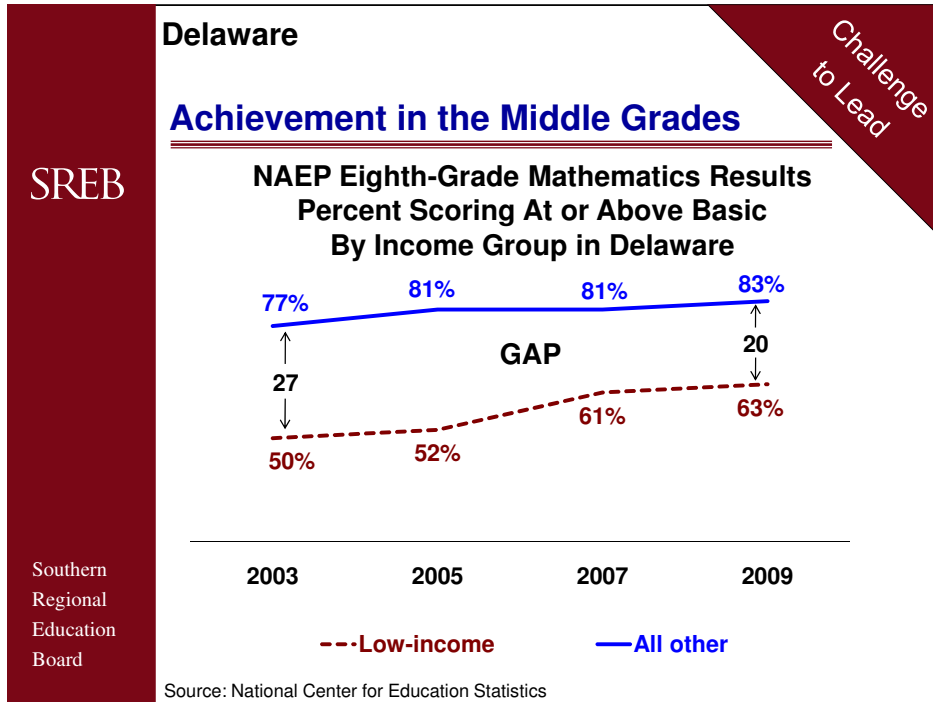 Delaware
Challenge
to Lead
Achievement in the Middle Grades
SREB
NAEP Eighth-Grade Mathematics Results
Percent Scoring At or Above Basic
By Income Group in Delaware
77%
81%
81%
83%
27
GAP
20
50%
52%
61%
63%
2003
2005
2007
2009
Low-income
All other
Southern
Regional
Education
Board
Source: National Center for Education Statistics